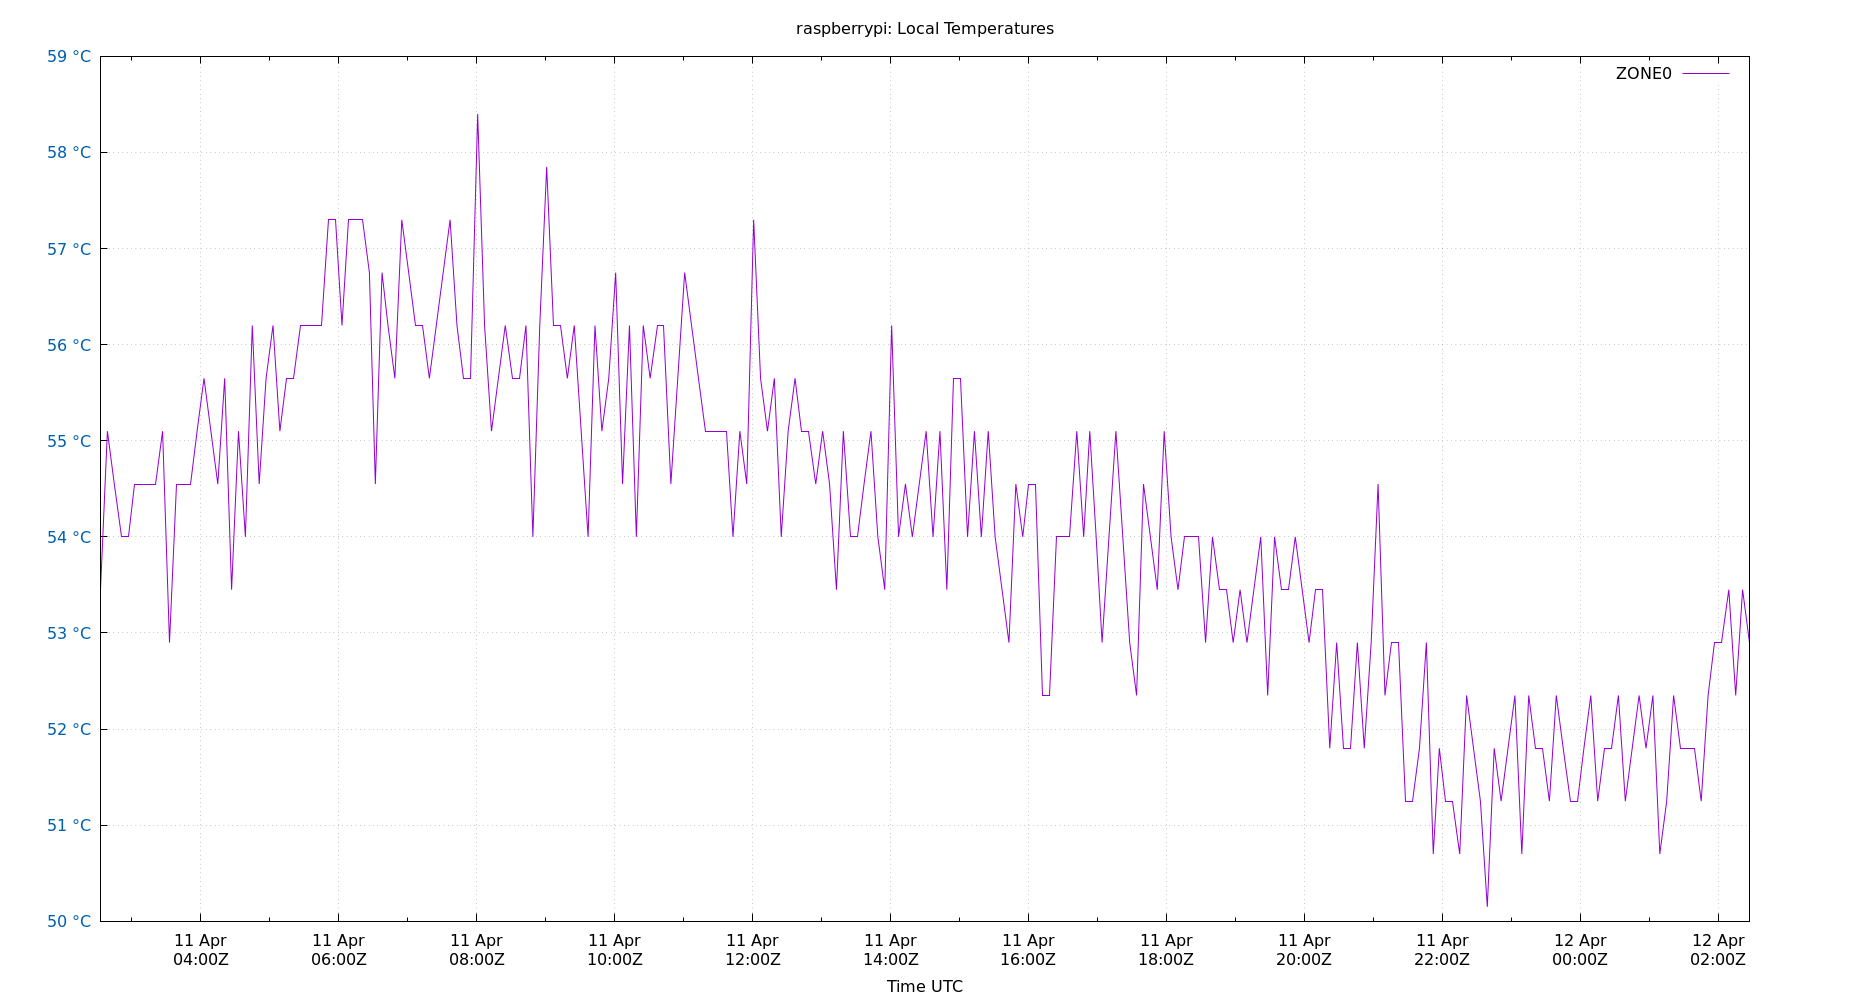 raspberrypi: Local Temperatures
59 °C
58 °C
57 °C
56 °C
55 °C
54 °C
53 °C
52 °C
51 °C
50 °C
ZONE0
11 Apr 11 Apr 11 Apr 11 Apr 11 Apr 11 Apr 11 Apr 11 Apr 11 Apr 11 Apr 12 Apr 12 Apr
04:00Z 06:00Z 08:00Z 10:00Z 12:00Z 14:00Z 16:00Z 18:00Z 20:00Z 22:00Z 00:00Z 02:00Z
Time UTC